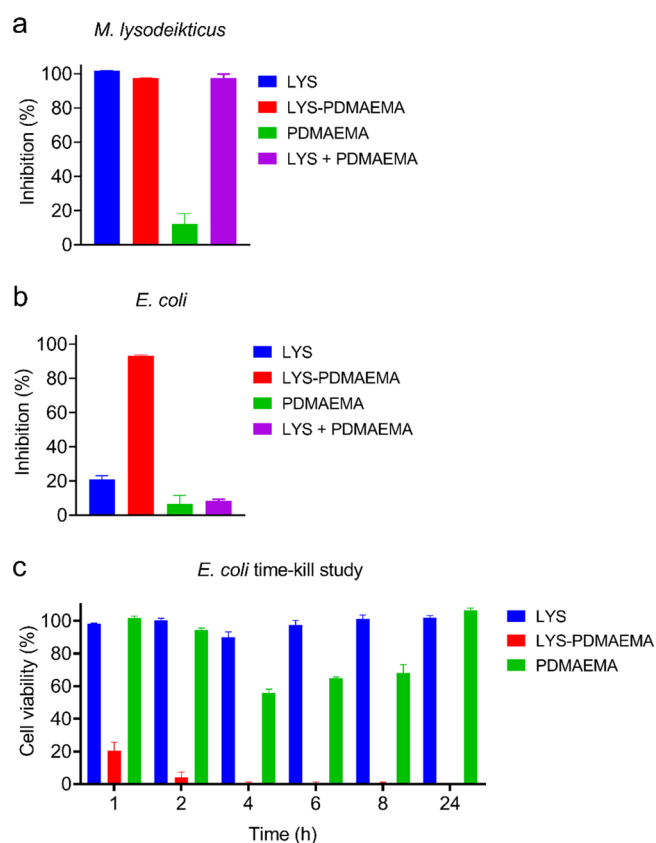 a
M. lysodeikticus
100
80
60
40
20
0
Inhibition (%)
LYS
LYS-PDMAEMA
PDMAEMA
LYS + PDMAEMA
b
E. coli
100
80
60
40
20
0
Inhibition (%)
LYS
LYS-PDMAEMA
PDMAEMA
LYS + PDMAEMA
c
E. coli time-kill study
100
80
60
40
20
0
Cell viability (%)
LYS
LYS-PDMAEMA
PDMAEMA
1 2 4 6 8 24
Time (h)